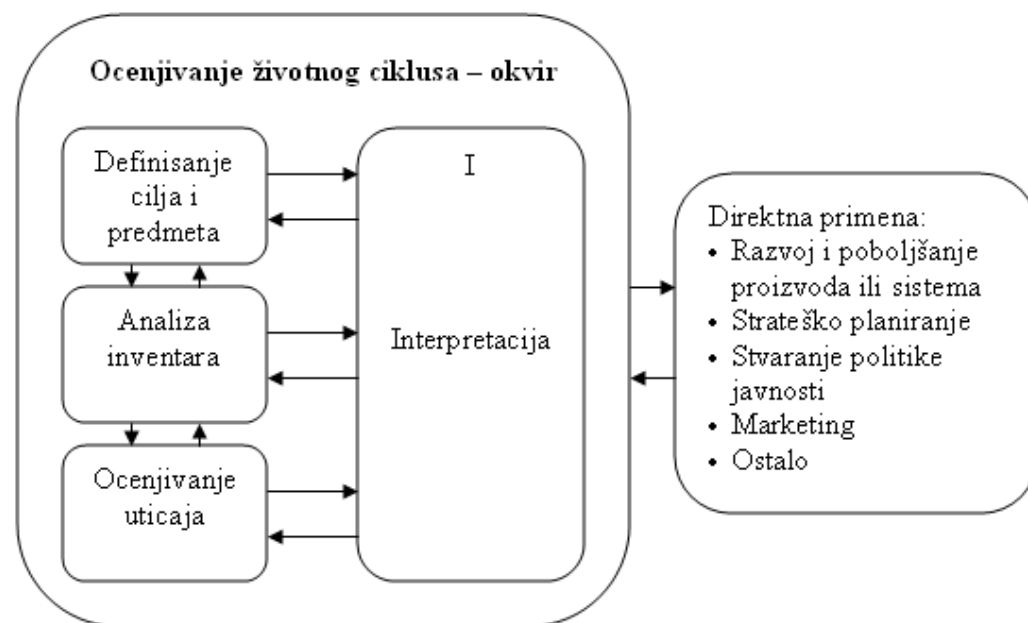 Ocenjivanje životnog ciklusa – okvir
Definisanje
cilja i
predmeta
Analiza
inventara
Ocenjivanje
uticaja
I
Interpretacija
Direktna primena:
• Razvoj i poboljšanje
proizvoda ili sistema
• Strateško planiranje
• Stvaranje politike
javnosti
• Marketing
• Ostalo